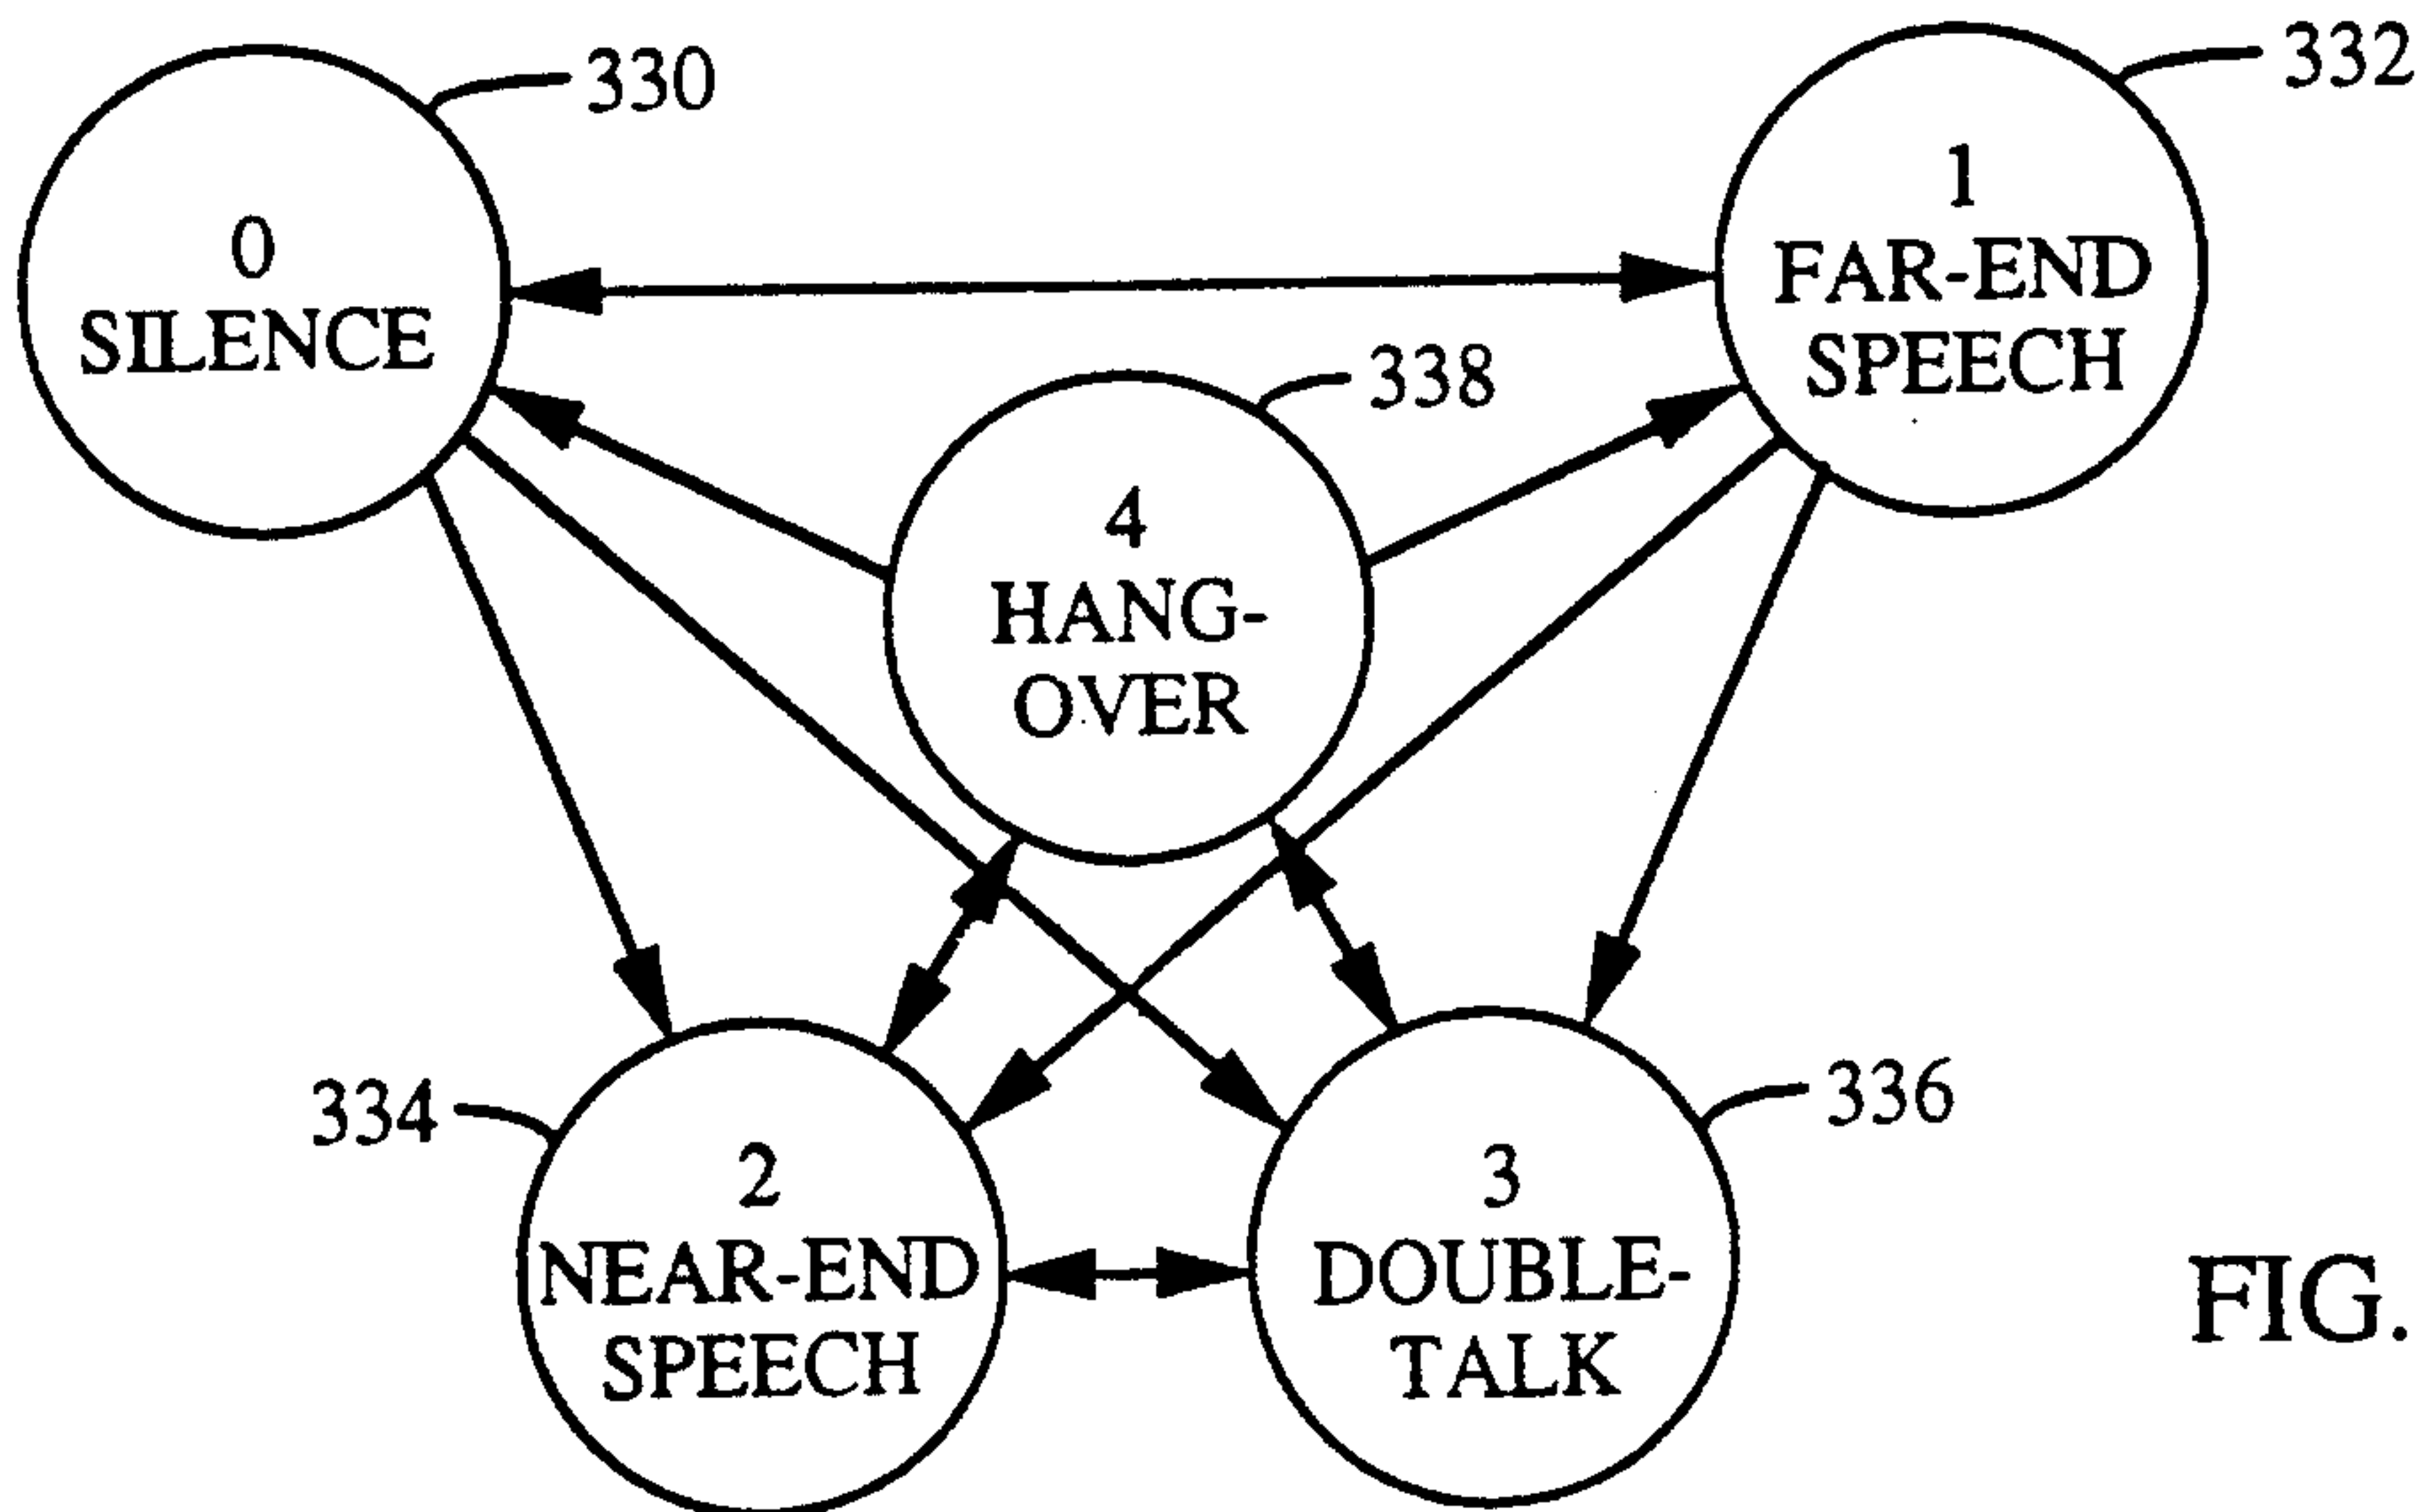 330
332
0
SILENCE
1
FAR-END
SPEECH
338
4
HANG-
OVER
334
336
2
NEAR-END
SPEECH
3
DOUBLE-
TALK
FIG.